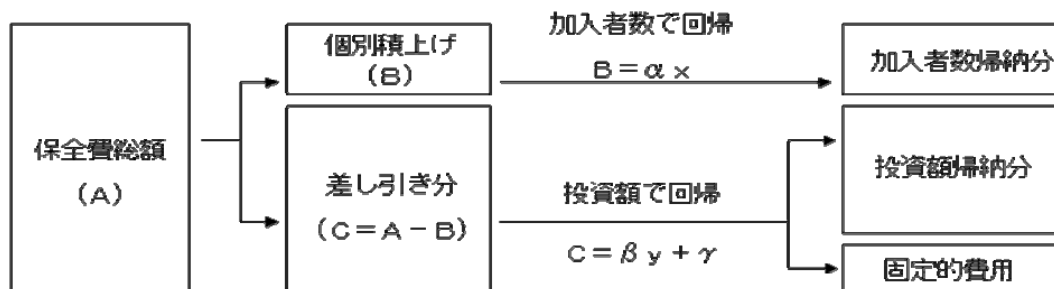 保全費総額
（A）
個別積上げ
（B）
差し引き分
（C＝A－B）
加入者数で回帰
B＝αx
投資額で回帰
C＝βy＋γ
加入者数帰納分
投資額帰納分
固定的費用